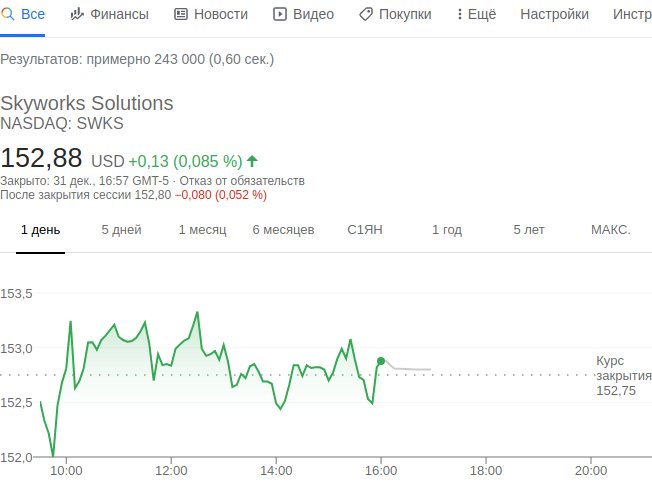 Все Финансы Новости Видео Покупки Ещё Настройки Инстр
Результатов: примерно 243 000 (0,60 сек.)
Skyworks Solutions
NASDAQ: SWKS
152,88 USD +0,13 (0,085 %)
Закрыто: 31 дек., 16:57 GMT-5 · Отказ от обязательств
После закрытия сессии 152,80 −0,080 (0,052 %)
1 день 5 дней 1 месяц 6 месяцев С1ЯН 1 год 5 лет МАКС.
153,5
153,0
Курс
закрытия
152,75
152,5
152,0
10:00 12:00 14:00 16:00 18:00 20:00